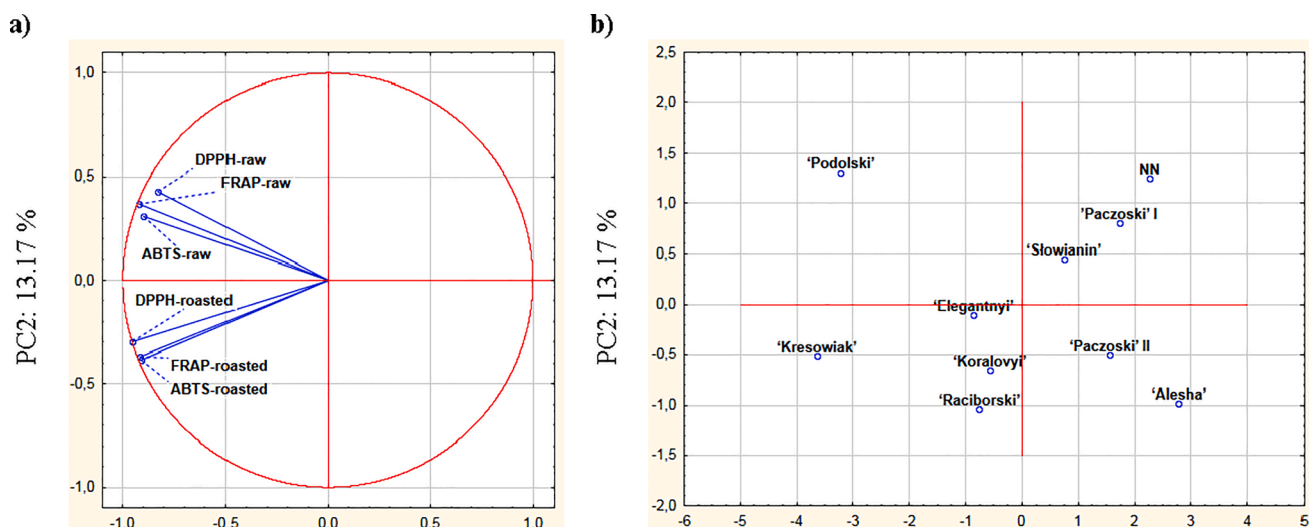 a)
PC2: 13.17 %
1,0
0,5
0,0
-0,5
-1,0
-1,0
-0,5
0,0
0,5
1,0
DPPH-raw
FRAP-raw
ABTS-raw
DPPH-roasted
FRAP-roasted
ABTS-roasted
b)
PC2: 13.17 %
2,5
2,0
1,5
1,0
0,5
0,0
-0,5
-1,0
-1,5
-2,0
-6
-5
-4
-3
-2
-1
0
1
2
3
4
5
‘Podolski’
NN
’Paczoski’ I
‘Słowianin’
‘Elegantnyi’
‘Kresowiak’
‘Koralovyi’
‘Paczoski’ II
‘Raciborski’
‘Alesha’